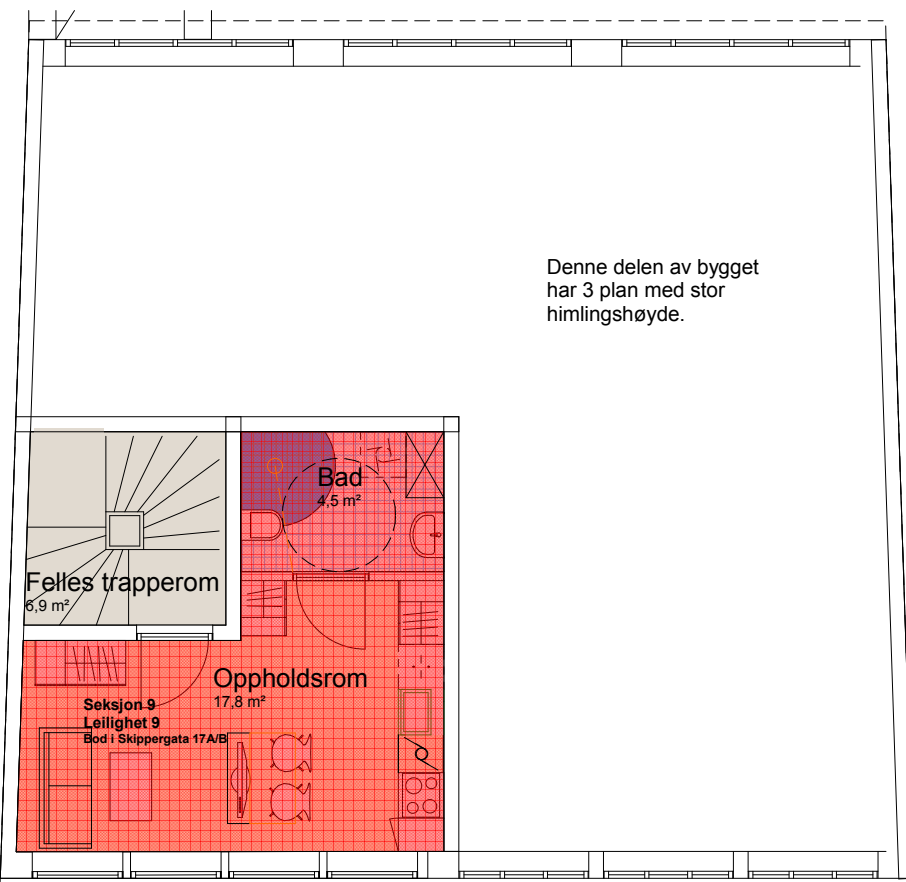 Denne delen av bygget
har 3 plan med stor
himlingshøyde.
Bad
4,5 m²
Felles trapperom
6,9 m²
Oppholdsrom
17,8 m²
Seksjon 9
Leilighet 9
Bod i Skippergata 17A/B